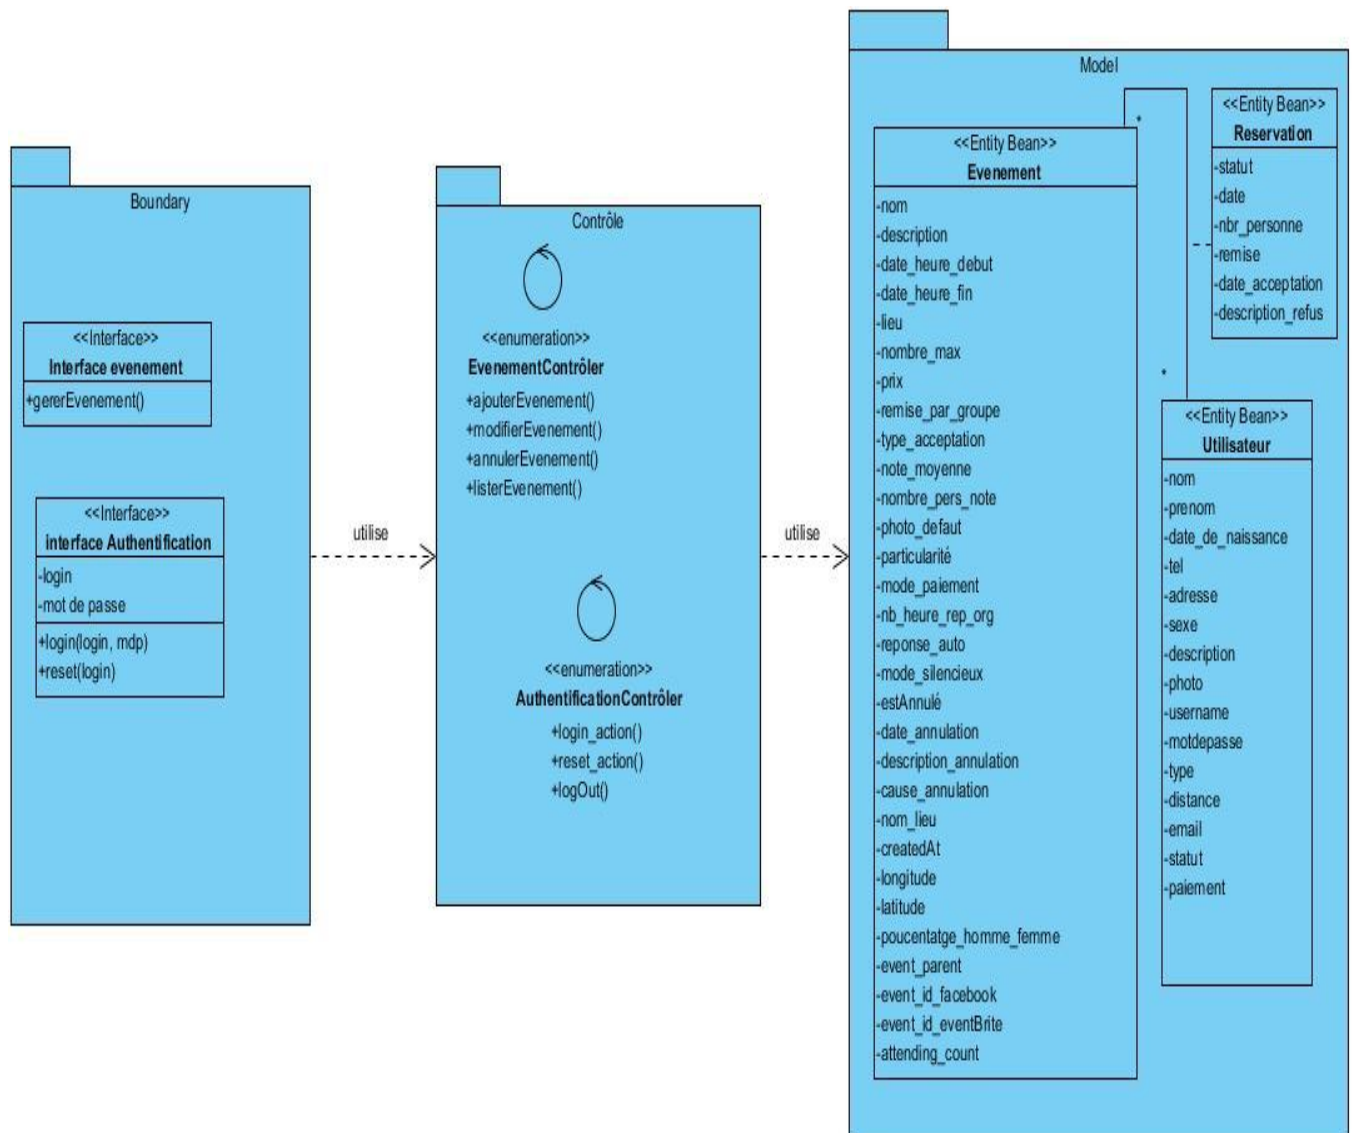 Boundary
<<Interface>>
Interface evenement
+gererEvenement()
<<Interface>>
interface Authentification
-login
-mot de passe
+login(login, mdp)
+reset(login)
utilise
Contrôle
<<enumeration>>
EvenementContrôler
+ajouterEvenement()
+modifierEvenement()
+annulerEvenement()
+listerEvenement()
<<enumeration>>
AuthentificationContrôler
+login_action()
+reset_action()
+logOut()
utilise
Model
<<Entity Bean>>
Evenement
-nom
-description
-date_heure_debut
-date_heure_fin
-lieu
-nombre_max
-prix
-remise_par_groupe
-type_acceptation
-note_moyenne
-nombre_pers_note
-photo_defaut
-particularité
-mode_paiement
-nb_heure_rep_org
-reponse_auto
-mode_silencieux
-estAnnulé
-date_annulation
-description_annulation
-cause_annulation
-nom_lieu
-createdAt
-longitude
-latitude
-poucentatge_homme_femme
-event_parent
-event_id_facebook
-event_id_eventBrite
-attending_count
*
<<Entity Bean>>
Reservation
-statut
-date
-nbr_personne
-remise
-date_acceptation
-description_refus
*
<<Entity Bean>>
Utilisateur
-nom
-prenom
-date_de_naissance
-tel
-adresse
-sexe
-description
-photo
-username
-motdepasse
-type
-distance
-email
-statut
-paiement